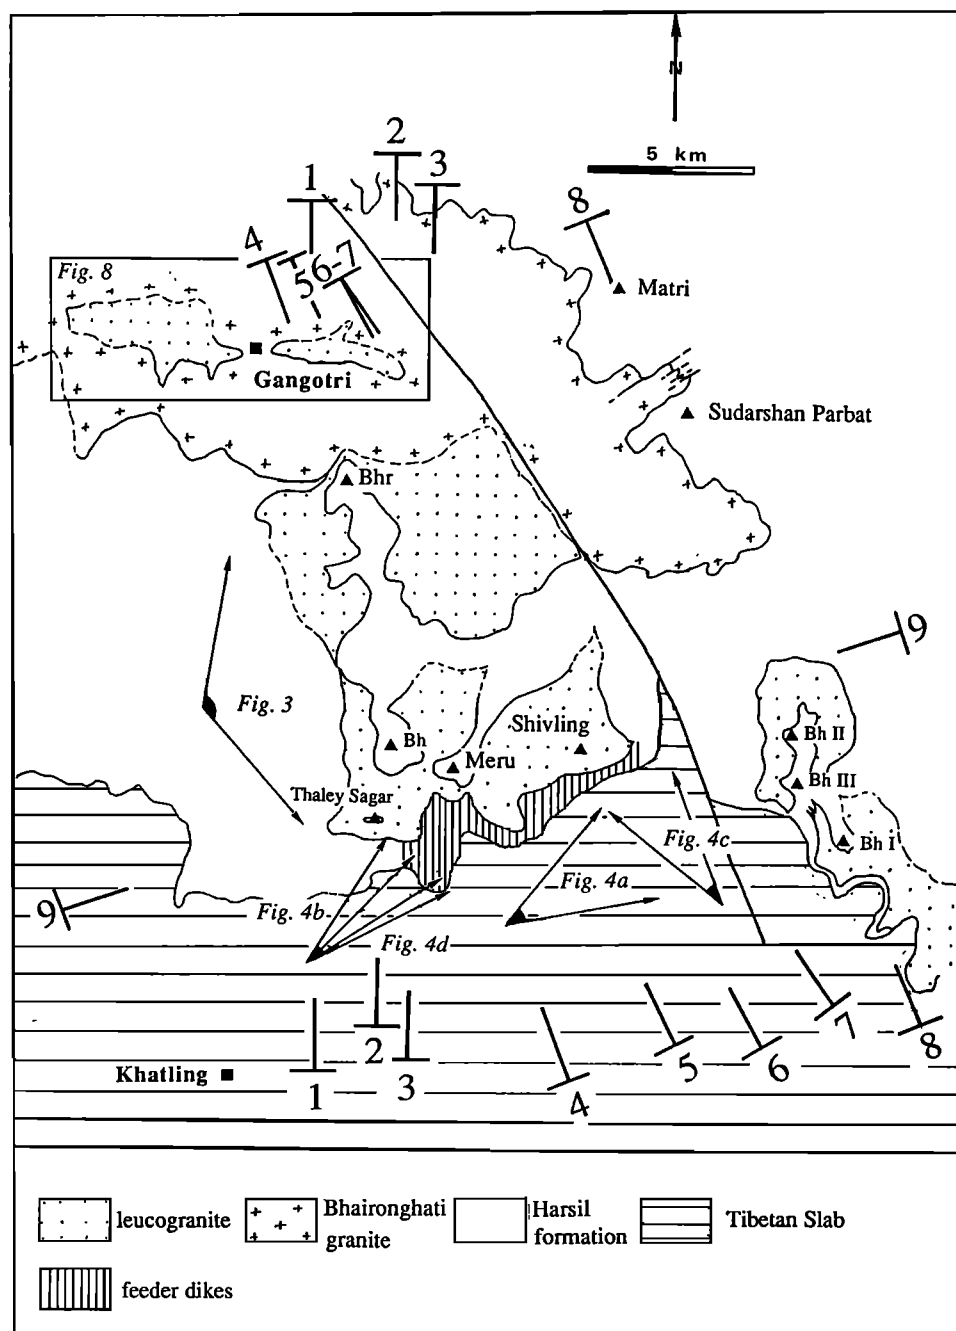 N
5 km
2
3
1
8
4
5
6-7
Fig. 8
Matri
Gangotri
Sudarshan Parbat
Bhr
9
Fig. 3
Shivling
Bh
Meru
Bh II
Bh III
Thaley Sagar
Bh I
Fig. 4c
Fig. 4a
9
Fig. 4b
Fig. 4d
Khatling
1
2
3
4
5
6
7
8
leucogranite
Bhaironghati
granite
Harsil
formation
Tibetan Slab
feeder dikes